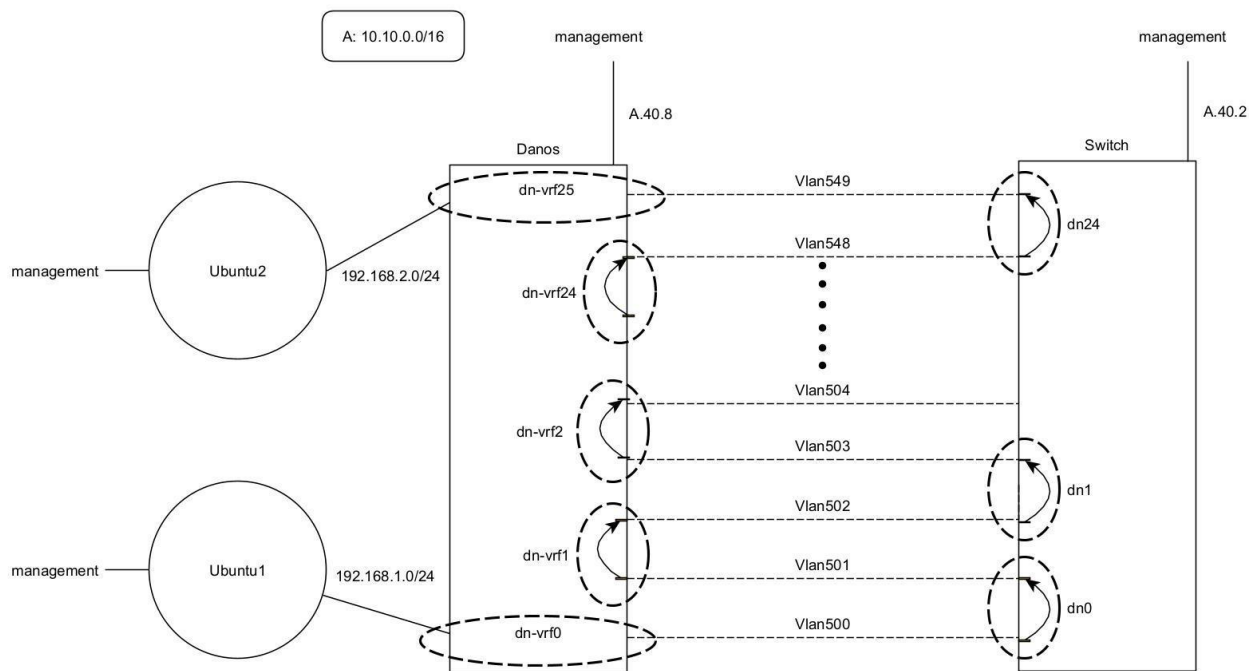 A: 10.10.0.0/16
management
management
A.40.8
A.40.2
Danos
Switch
dn-vrf25
Vlan549
dn24
Vlan548
management
Ubuntu2
192.168.2.0/24
dn-vrf24
Vlan504
dn-vrf2
Vlan503
dn1
Vlan502
dn-vrf1
Vlan501
management
Ubuntu1
192.168.1.0/24
dn0
dn-vrf0
Vlan500